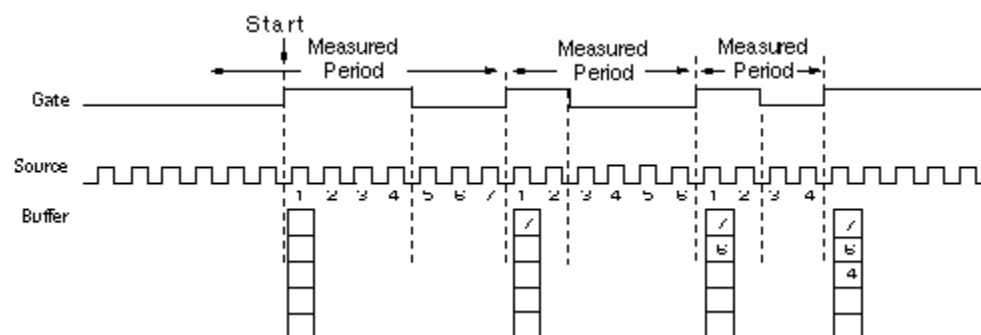 Start
Measured Period
Measured Period
Measured Period
Gate
Source
1 2 3 4 5 6 7 1 2 3 4 5 6 1 2 3 4
Buffer
7 7 7
6 6
4